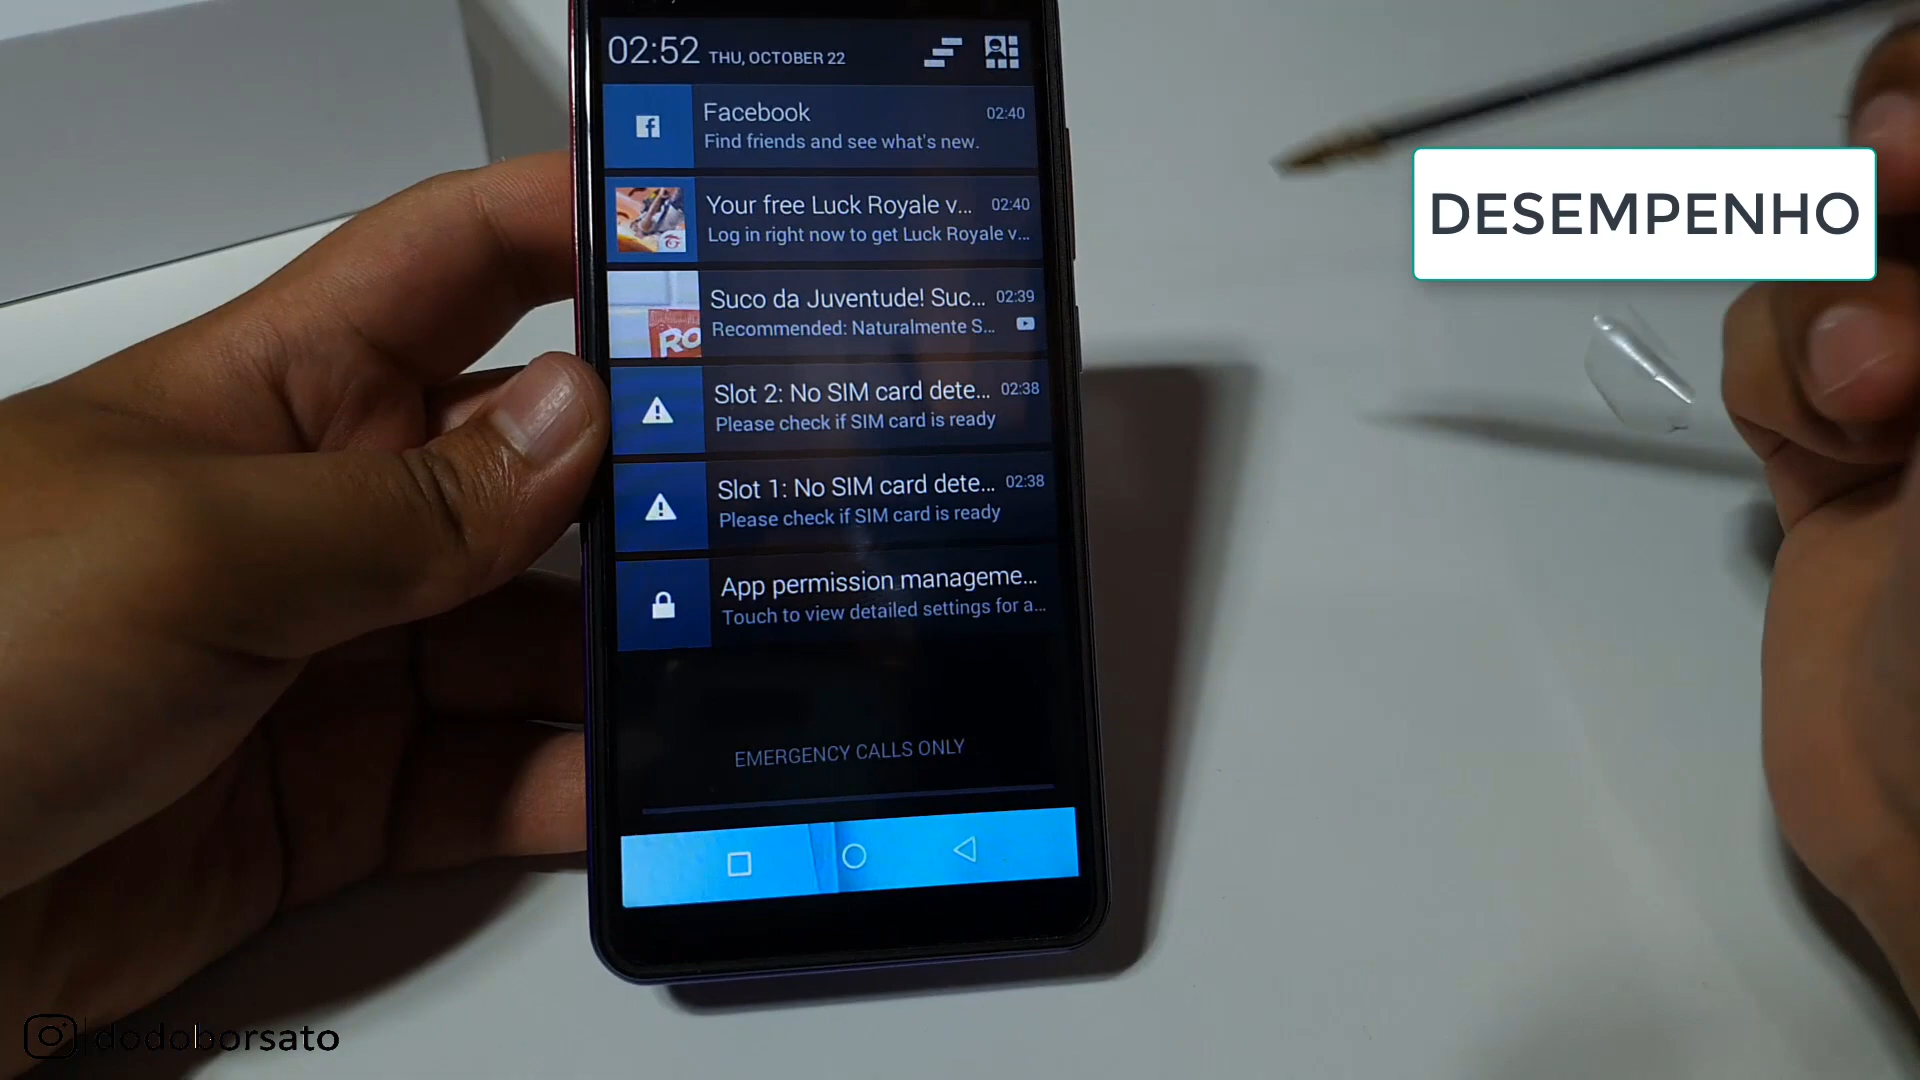 02:52 THU, OCTOBER 22
Facebook 02:40
Find friends and see what's new.
Your free Luck Royale v... 02:40
Log in right now to get Luck Royale v...
Suco da Juventude! Suc... 02:39
Recommended: Naturalmente S...
RO
Slot 2: No SIM card dete... 02:38
Please check if SIM card is ready
Slot 1: No SIM card dete... 02:38
Please check if SIM card is ready
App permission manageme...
Touch to view detailed settings for a...
EMERGENCY CALLS ONLY
DESEMPENHO
dodoborsato